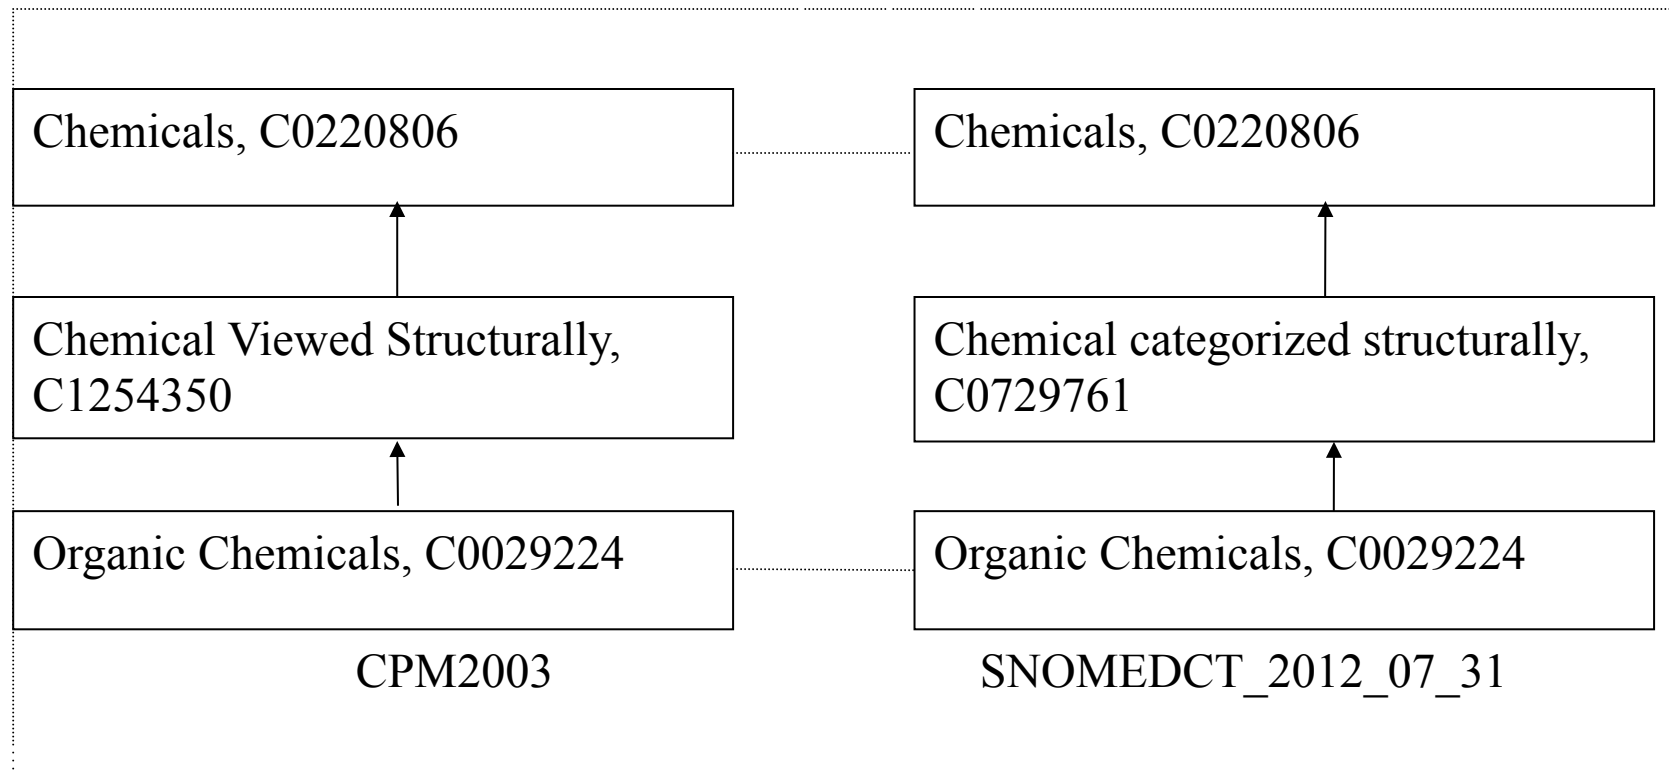 Chemicals, C0220806
Chemicals, C0220806
Chemical Viewed Structurally,
C1254350
Chemical categorized structurally,
C0729761
Organic Chemicals, C0029224
Organic Chemicals, C0029224
CPM2003
SNOMEDCT_2012_07_31